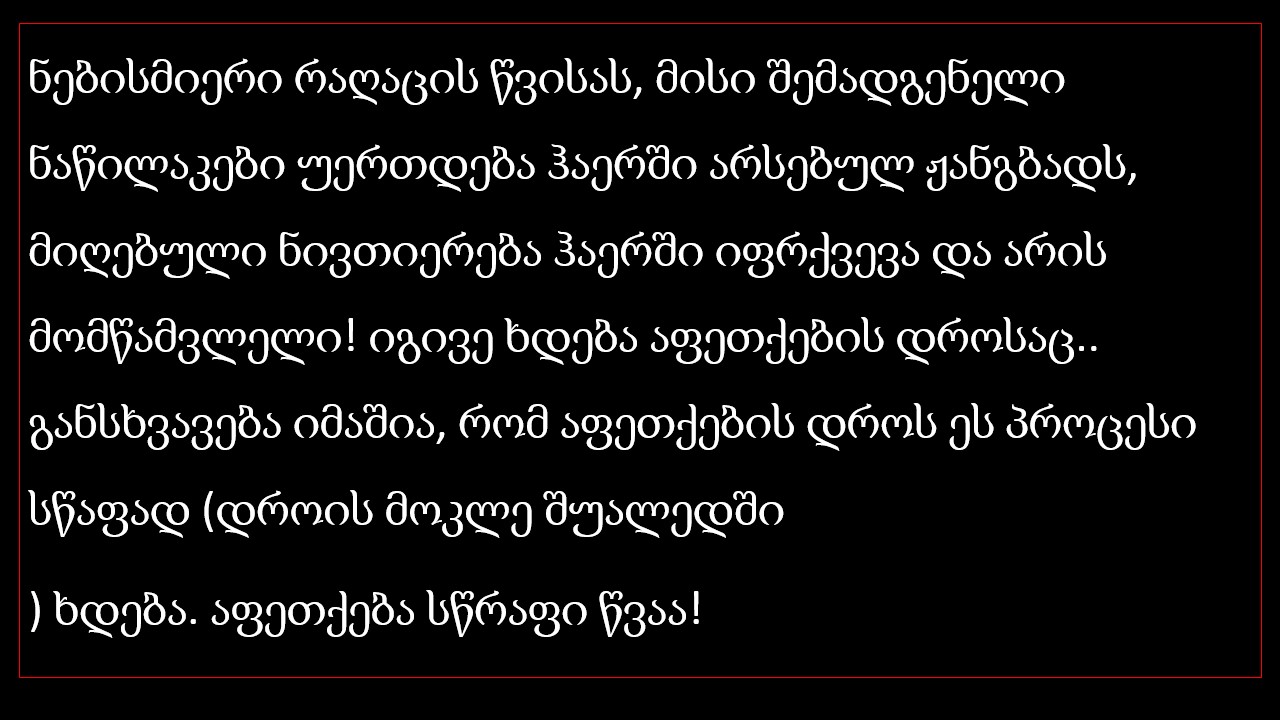 ნებისმიერი რაღაცის წვისას, მისი შემადგენელი
ნაწილაკები უერთდება ჰაერში არსებულ ჟანგბადს,
მიღებული ნივთიერება ჰაერში იფრქვევა და არის
მომწამვლელი! იგივე ხდება აფეთქების დროსაც..
განსხვავება იმაშია, რომ აფეთქების დროს ეს პროცესი
სწაფად (დროის მოკლე შუალედში
) ხდება. აფეთქება სწრაფი წვაა!